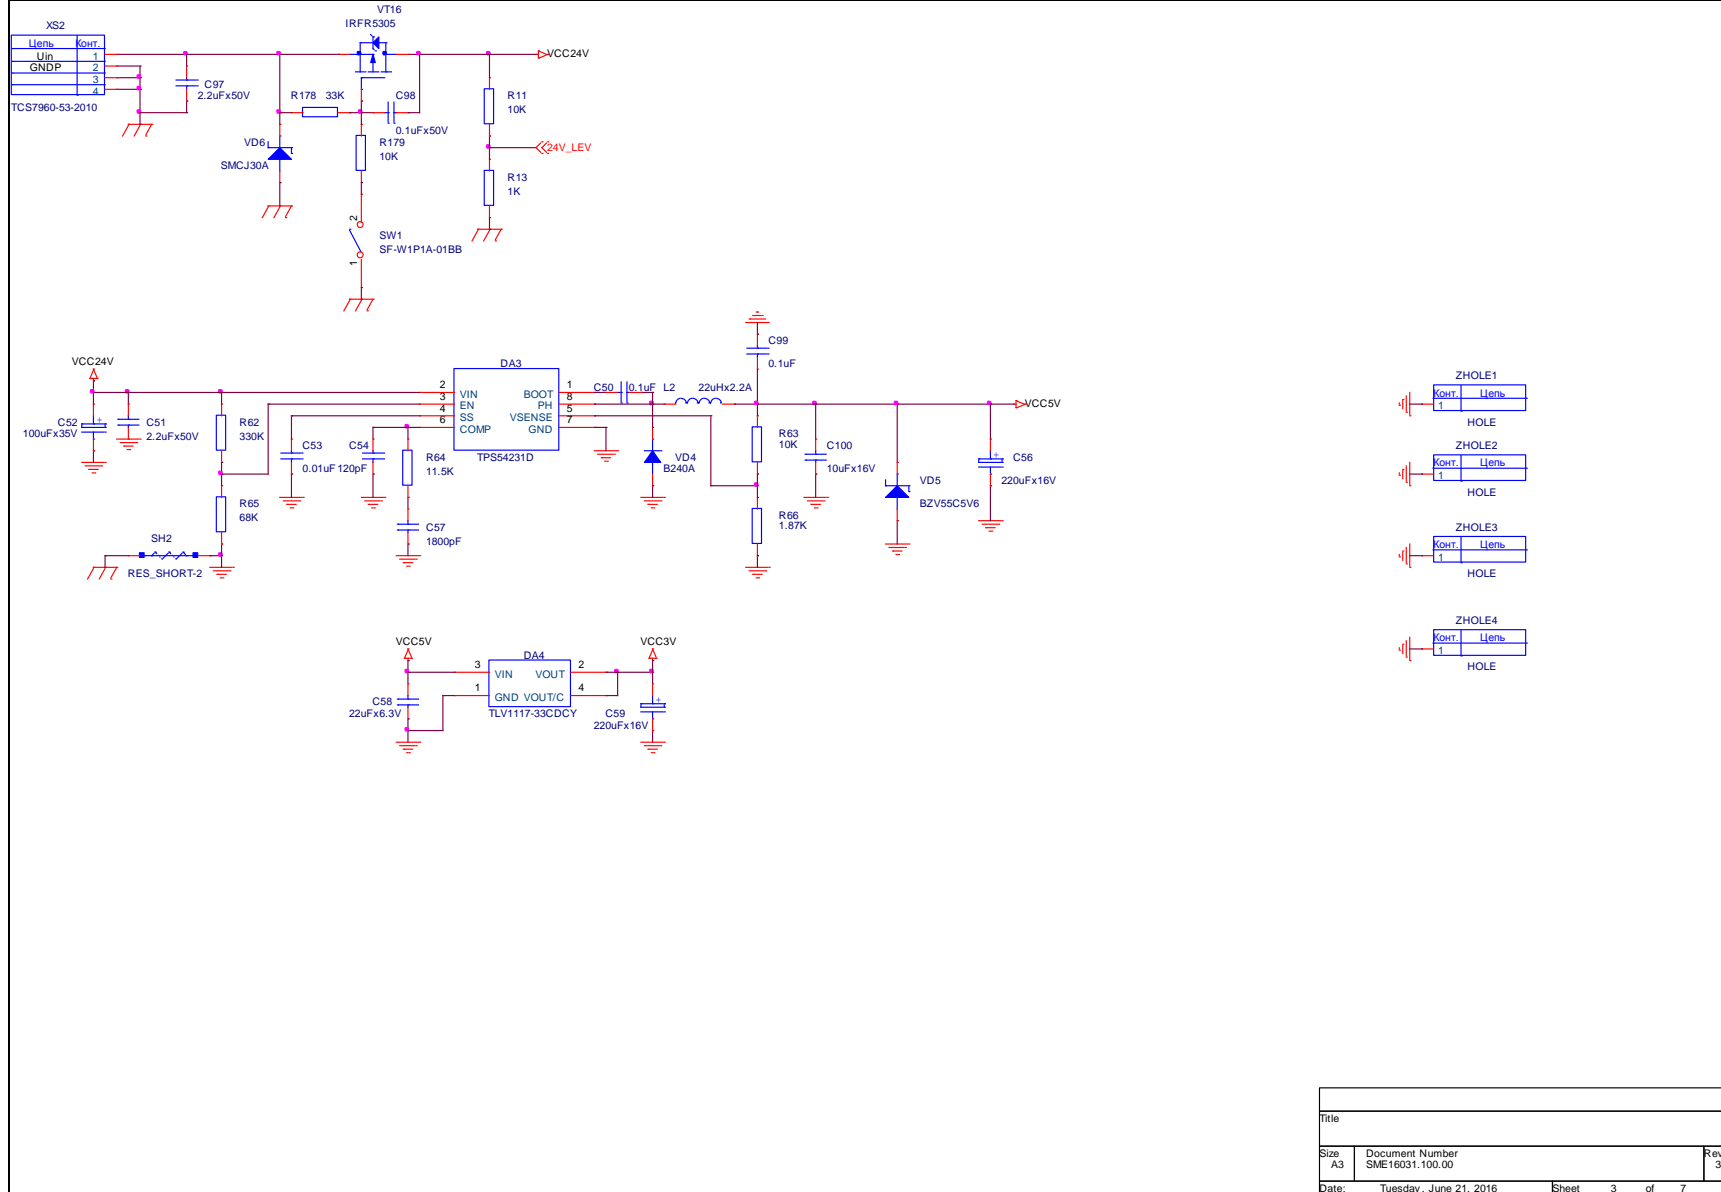 XS2
Цепь Конт.
Uin 1
GNDP 2
3
4
TCS7960-53-2010
C97
2.2uFx50V
VT16
IRFR5305
VCC24V
R178 33K
C98
0.1uFx50V
R11
10K
VD6
SMCJ30A
R179
10K
24V_LEV
R13
1K
2
SW1
SF-W1P1A-01BB
1
VCC24V
C52
100uFx35V
C51
2.2uFx50V
R62
330K
R65
68K
SH2
RES_SHORT-2
C53
0.01uF
C54
120pF
R64
11.5K
C57
1800pF
DA3
2 VIN BOOT 1
3 EN PH 8
4 SS VSENSE 5
6 COMP GND 7
TPS54231D
C50 0.1uF
L2 22uHx2.2A
C99
0.1uF
VD4
B240A
R63
10K
R66
1.87K
C100
10uFx16V
VD5
BZV55C5V6
C56
220uFx16V
VCC5V
ZHOLE1
Конт. Цепь
1
HOLE
ZHOLE2
Конт. Цепь
1
HOLE
ZHOLE3
Конт. Цепь
1
HOLE
ZHOLE4
Конт. Цепь
1
HOLE
VCC5V
VCC3V
DA4
3 VIN VOUT 2
1 GND VOUT/C 4
TLV1117-33CDCY
C58
22uFx6.3V
C59
220uFx16V
Title
Size Document Number Rev
A3 SME16031.100.00 3
Date: Tuesday, June 21, 2016 Sheet 3 of 7